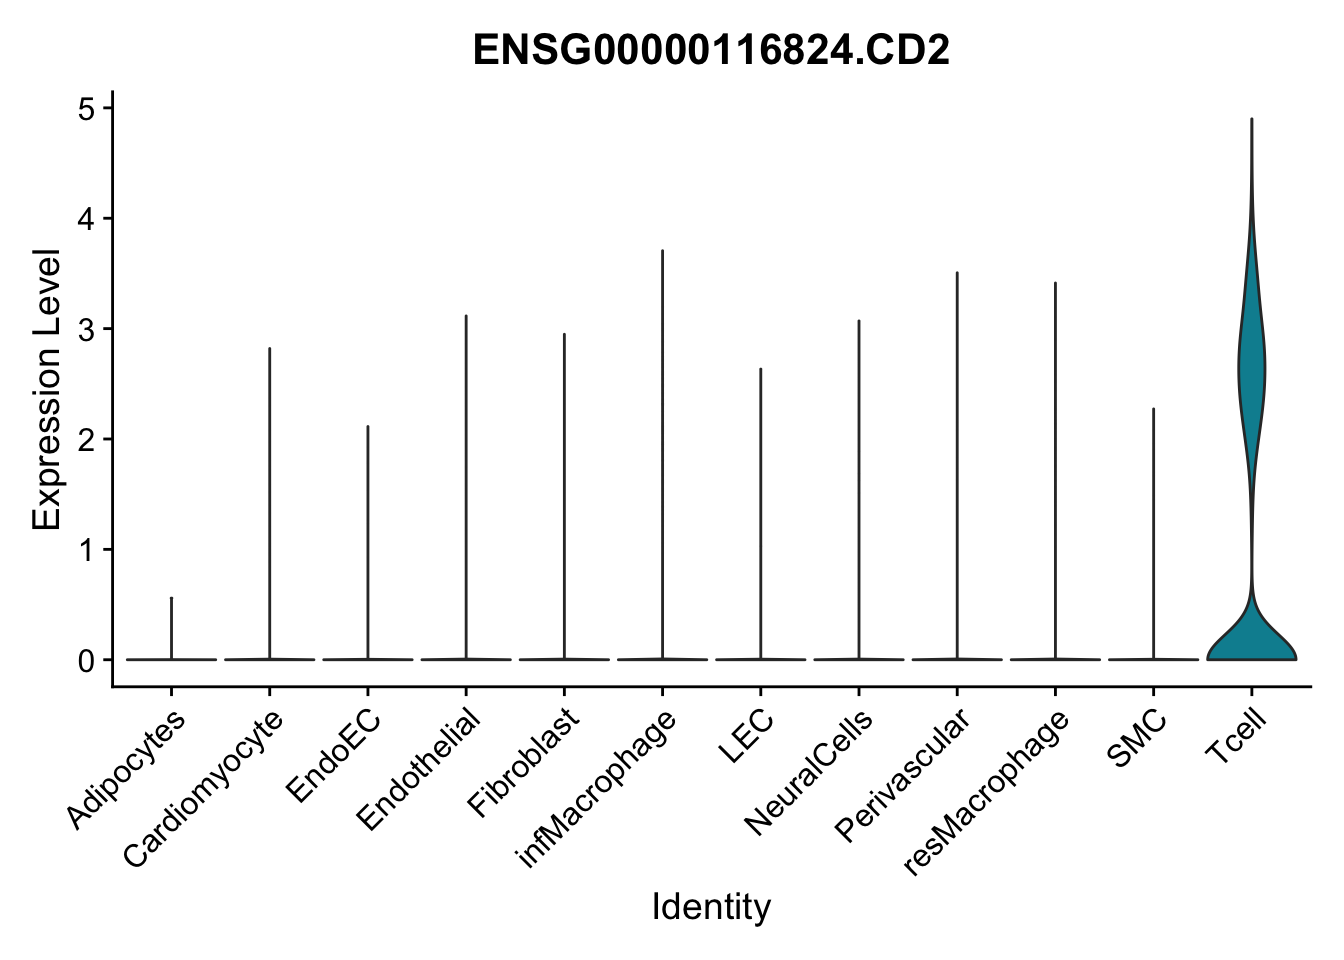 ENSG00000116824.CD2
Expression Level
5
4
3
2
1
0
Adipocytes
Cardiomyocyte
EndoEC
Endothelial
Fibroblast
infMacrophage
LEC
NeuralCells
Perivascular
resMacrophage
SMC
Tcell
Identity